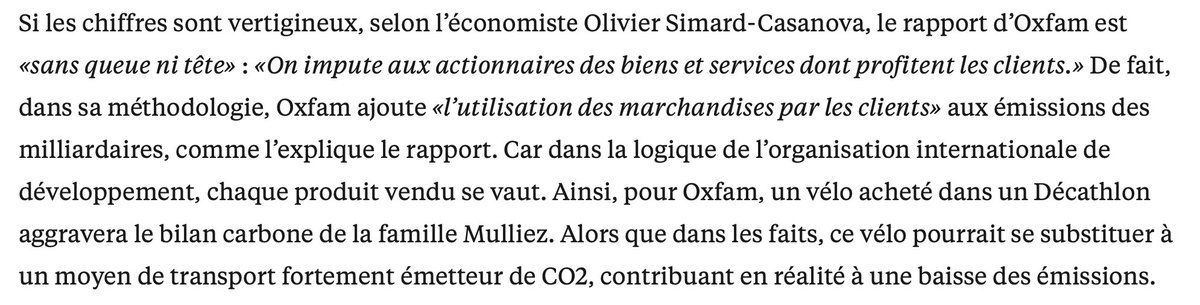 Si les chiffres sont vertigineux, selon l’économiste Olivier Simard-Casanova, le rapport d’Oxfam est
«sans queue ni tête» : «On impute aux actionnaires des biens et services dont profitent les clients.» De fait,
dans sa méthodologie, Oxfam ajoute «l’utilisation des marchandises par les clients» aux émissions des
milliardaires, comme l’explique le rapport. Car dans la logique de l’organisation internationale de
développement, chaque produit vendu se vaut. Ainsi, pour Oxfam, un vélo acheté dans un Décathlon
aggravera le bilan carbone de la famille Mulliez. Alors que dans les faits, ce vélo pourrait se substituer à
un moyen de transport fortement émetteur de CO2, contribuant en réalité à une baisse des émissions.